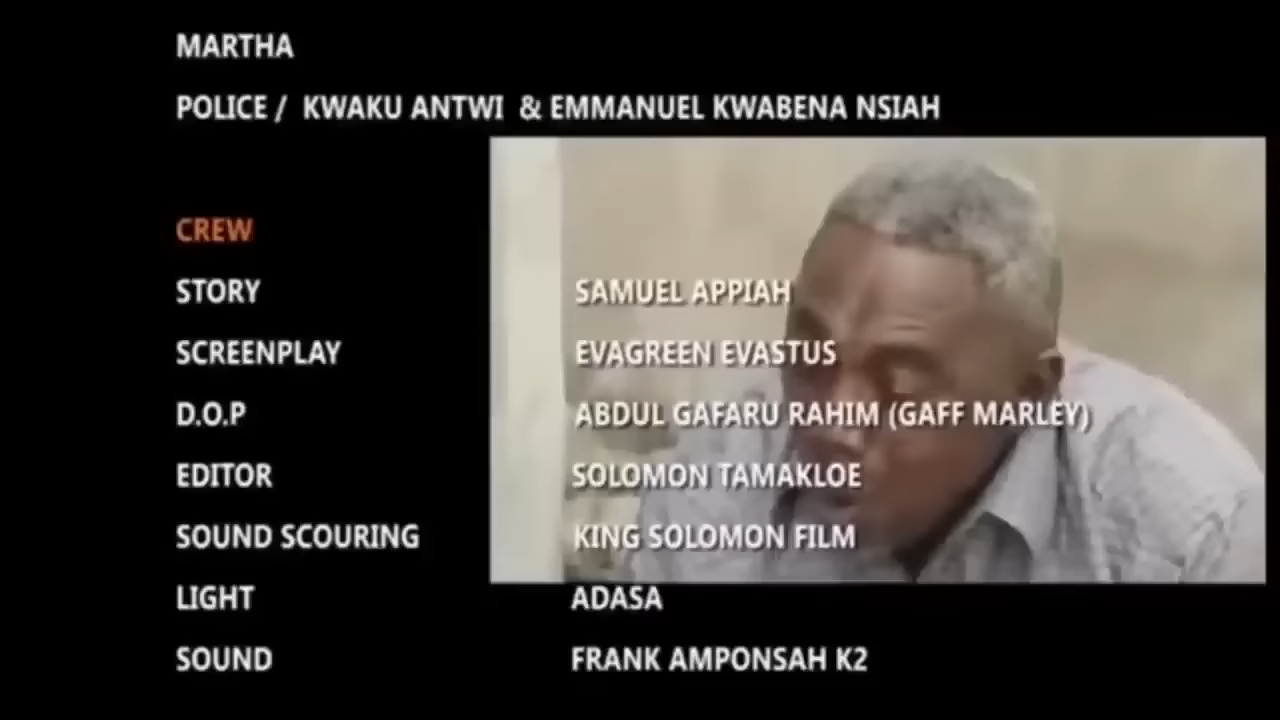 MARTHA
POLICE / KWAKU ANTWI & EMMANUEL KWABENA NSIAH
CREW
STORY SAMUEL APPIAH
SCREENPLAY EVAGREEN EVASTUS
D.O.P ABDUL GAFARU RAHIM (GAFF MARLEY)
EDITOR SOLOMON TAMAKLOE
SOUND SCOURING KING SOLOMON FILM
LIGHT ADASA
SOUND FRANK AMPONSAH K2